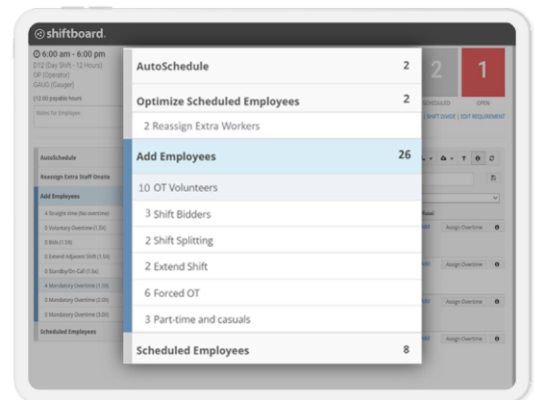 shiftboard.
6:00 am - 6:00 pm
D12 (Day Shift - 12 Hours)
OP (Operator)
GAUG (Gauger)
(12.00 payable hours
Notes for Employee
2
1
SCHEDULED
OPEN
| SHIFT DIVIDE | EDIT REQUIREMENT
AutoSchedule 2
Optimize Scheduled Employees 2
2 Reassign Extra Workers
Add Employees 26
10 OT Volunteers
3 Shift Bidders
2 Shift Splitting
2 Extend Shift
6 Forced OT
3 Part-time and casuals
Scheduled Employees 8
AutoSchedule
Reassign Extra Staff Onsite
Add Employees
4 Straight time (No overtime)
0 Voluntary Overtime (1.5X)
0 Bids (1.5X)
0 Extend Adjacent Shift (1.5X)
0 Standby/On-Call (1.5x)
4 Mandatory Overtime (1.5X)
0 Mandatory Overtime (2.0X)
0 Mandatory Overtime (3.0X)
Scheduled Employees
Assign Overtime
Assign Overtime
Assign Overtime
Assign Overtime